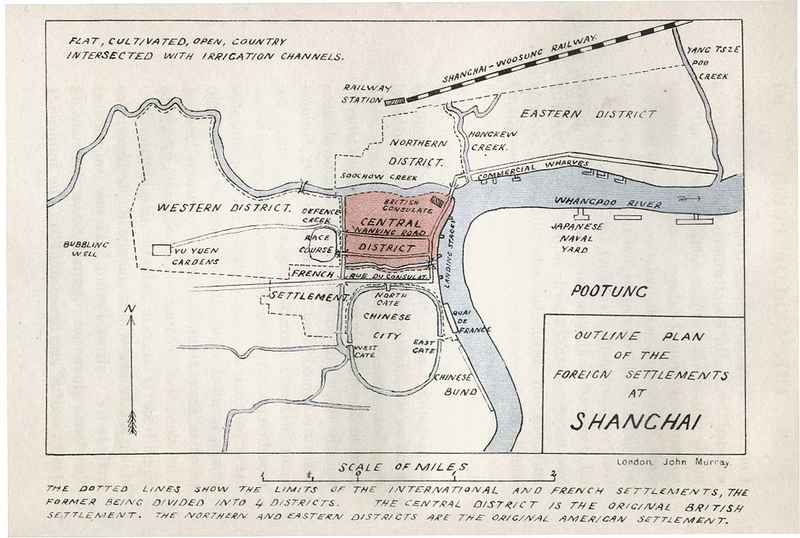 FLAT, CULTIVATED, OPEN, COUNTRY
INTERSECTED WITH IRRIGATION CHANNELS.
SHANGHAI-WOOSUNG RAILWAY.
RAILWAY
STATION
YANG TSZE
POO
CREEK
EASTERN DISTRICT
HONGKEW
CREEK.
NORTHERN
DISTRICT.
SOOCHOW CREEK
COMMERCIAL WHARVES
WHANGPOO RIVER
JAPANESE
NAVAL
YARD
WESTERN DISTRICT.
DEFENCE
CREEK
BRITISH
CONSULATE
CENTRAL
NANKING ROAD
DISTRICT
RACE
COURSE
LANDING STAGES
BUBBLING
WELL
YU YUEN
GARDENS
FRENCH
SETTLEMENT
RUE DU CONSULAT.
NORTH
GATE
CHINESE
CITY
WEST
GATE
EAST
GATE
QUAI
DE
FRANCE
CHINESE
BUND
POOTUNG
N
OUTLINE PLAN
OF THE
FOREIGN SETTLEMENTS
AT
SHANGHAI
London, John Murray.
SCALE OF MILES
1 ½ 0 1 2
THE DOTTED LINES SHOW THE LIMITS OF THE INTERNATIONAL AND FRENCH SETTLEMENTS, THE
FORMER BEING DIVIDED INTO 4 DISTRICTS. THE CENTRAL DISTRICT IS THE ORIGINAL BRITISH
SETTLEMENT. THE NORTHERN AND EASTERN DISTRICTS ARE THE ORIGINAL AMERICAN SETTLEMENT.